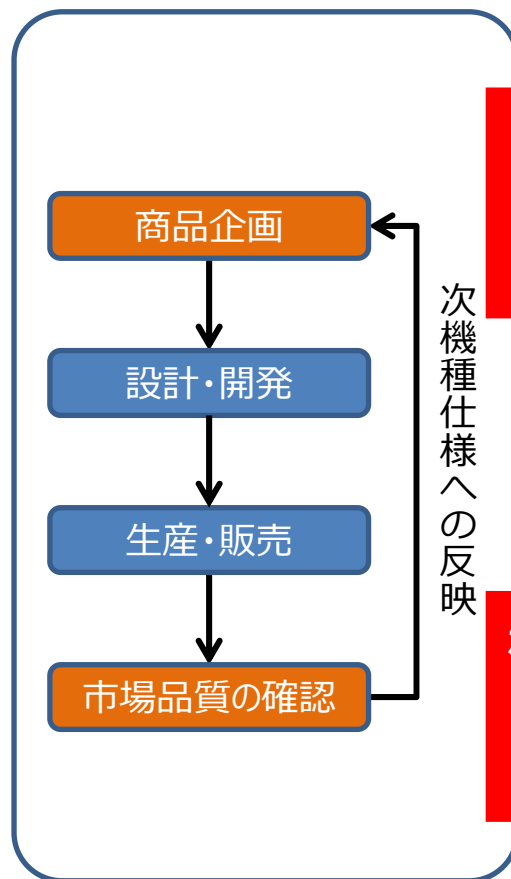 商品企画
設計・開発
生産・販売
市場品質の確認
次機種仕様への反映